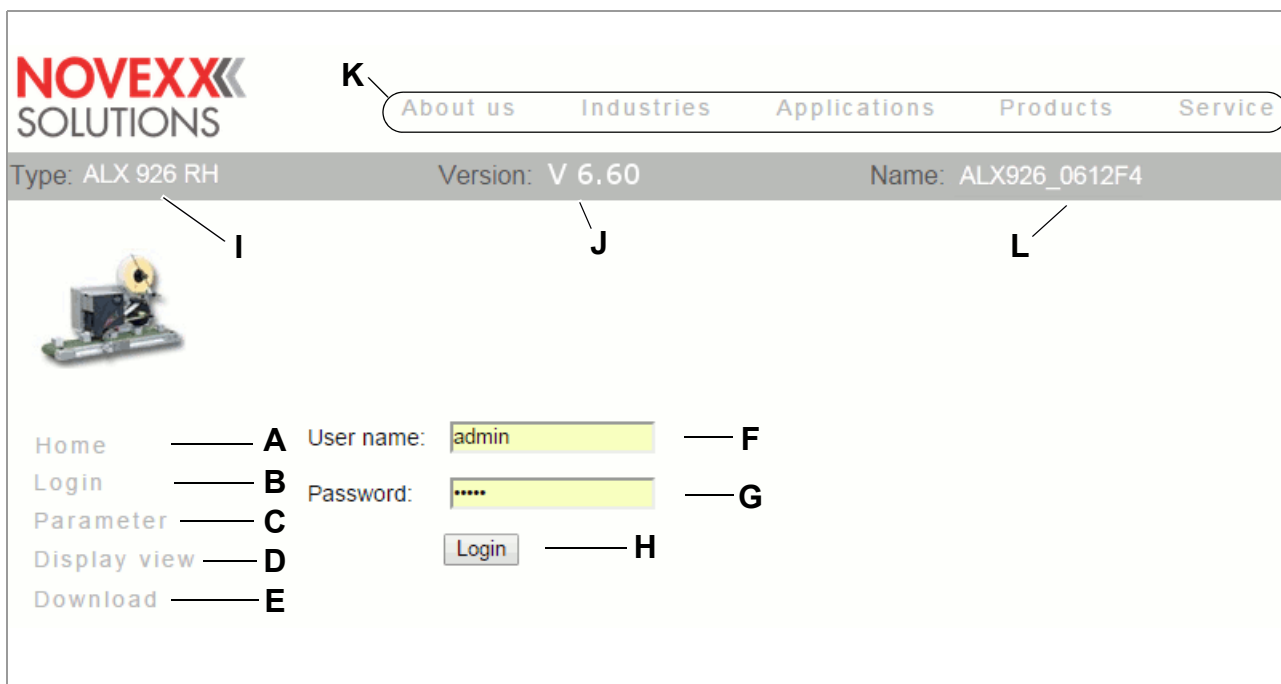 NOVEXX
SOLUTIONS
K
About us Industries Applications Products Service
Type: ALX 926 RH Version: V 6.60 Name: ALX926_0612F4
I J L
Home A User name: admin F
Login B
Password: ••••• G
Parameter C
Login H
Display view D
Download E